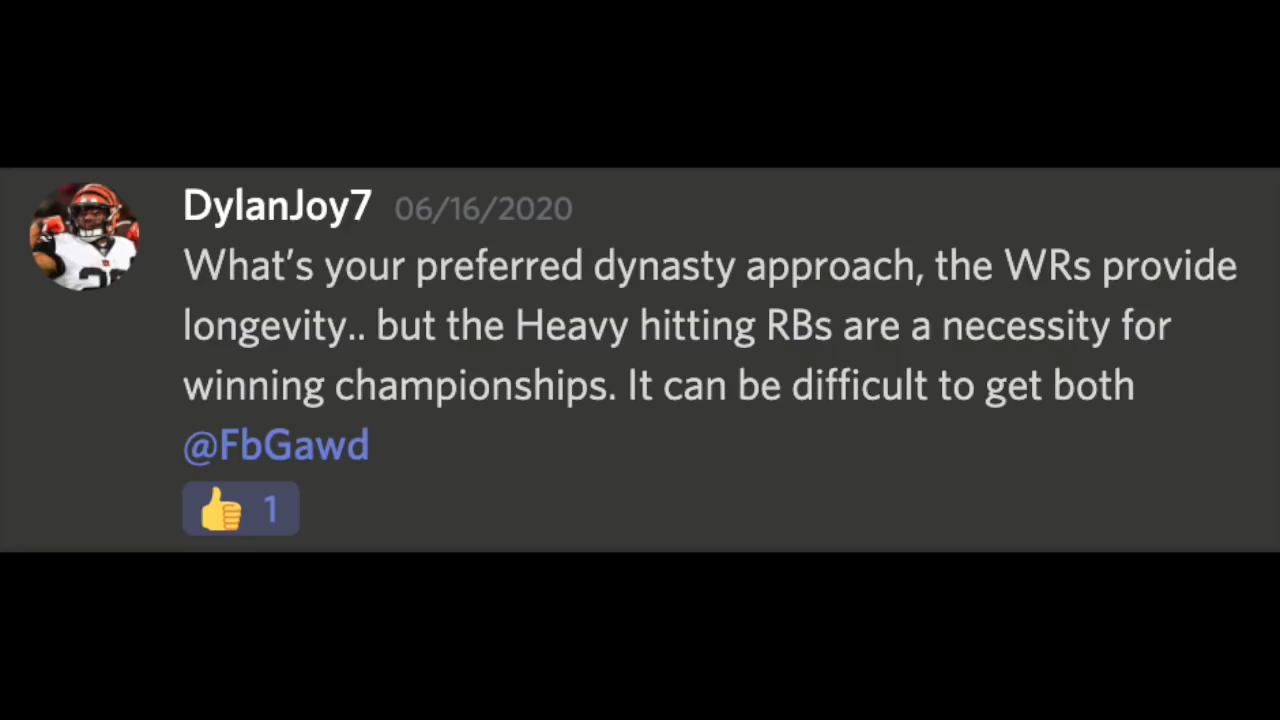 DylanJoy7 06/16/2020
What's your preferred dynasty approach, the WRs provide
longevity.. but the Heavy hitting RBs are a necessity for
winning championships. It can be difficult to get both
@FbGawd
👍 1